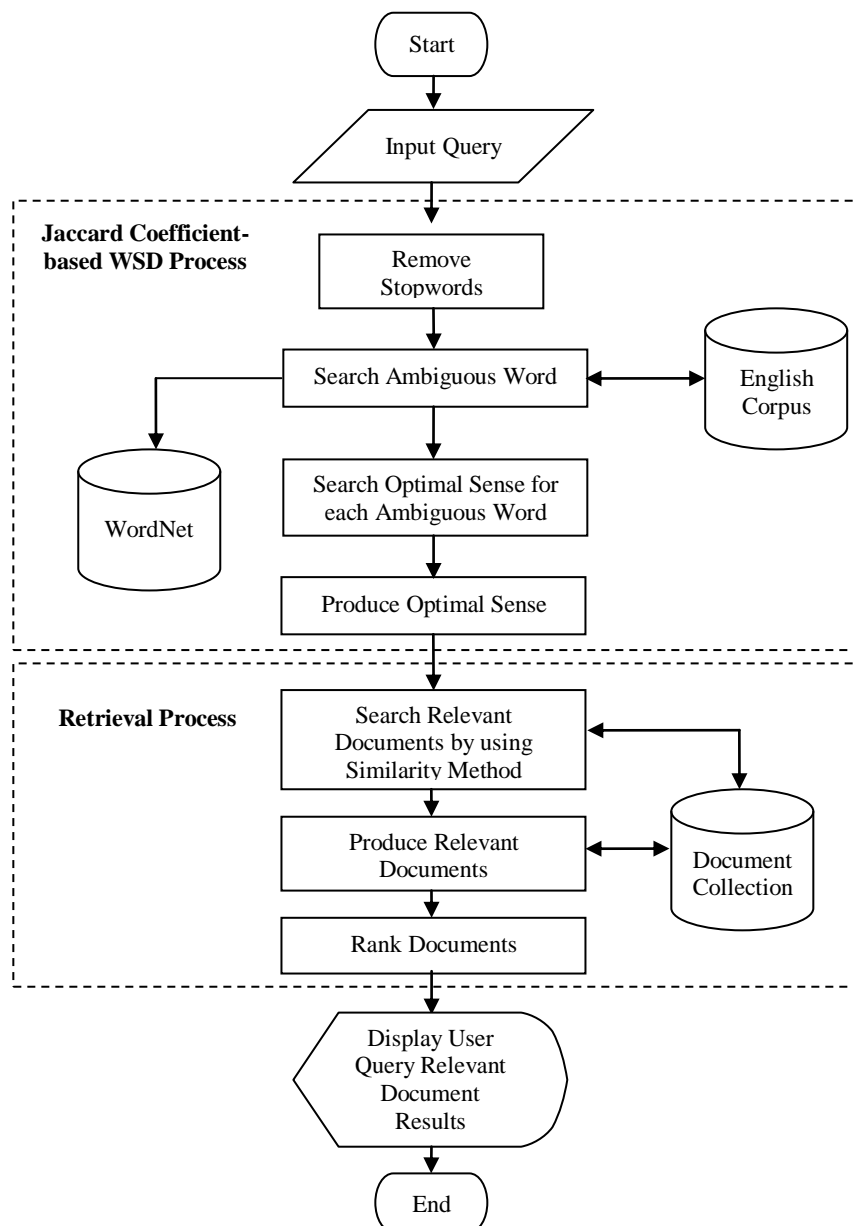 Start
Input Query
Jaccard Coefficient-
based WSD Process
Remove
Stopwords
Search Ambiguous Word
English
Corpus
WordNet
Search Optimal Sense for
each Ambiguous Word
Produce Optimal Sense
Retrieval Process
Search Relevant
Documents by using
Similarity Method
Produce Relevant
Documents
Document
Collection
Rank Documents
Display User
Query Relevant
Document
Results
End